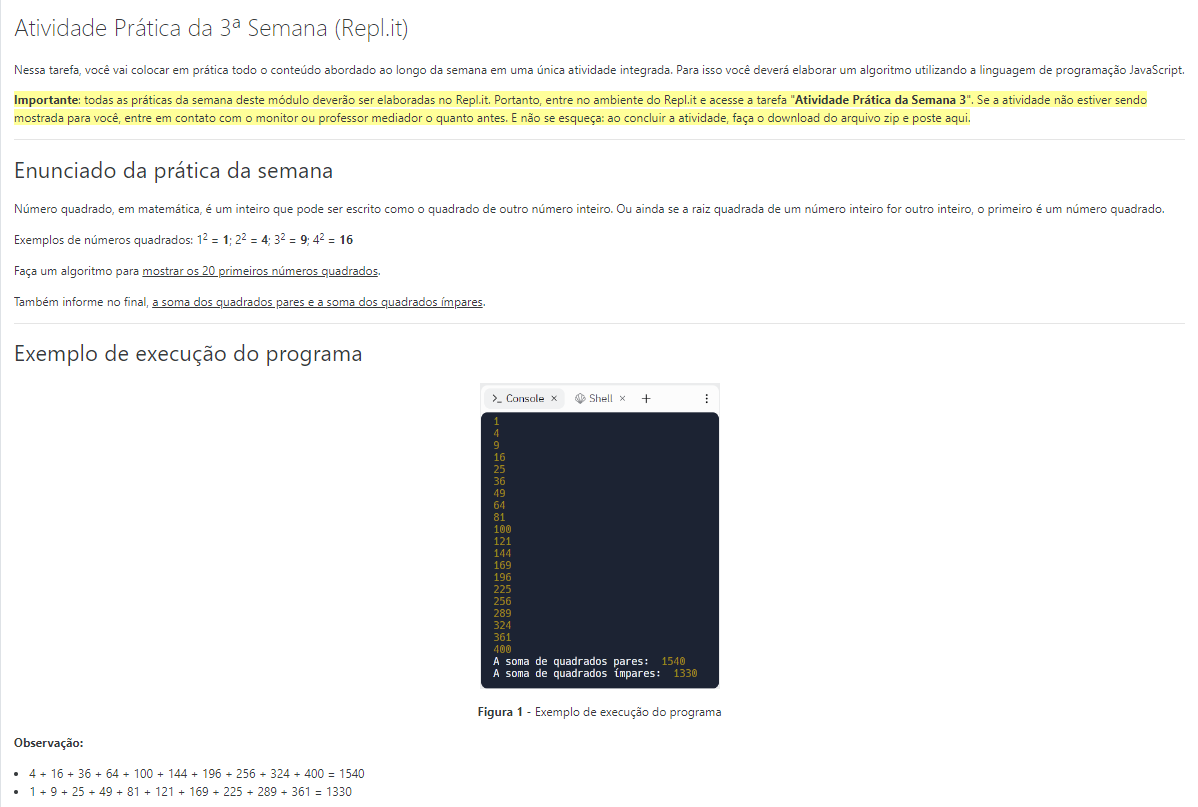 Atividade Prática da 3ª Semana (Repl.it)
Nessa tarefa, você vai colocar em prática todo o conteúdo abordado ao longo da semana em uma única atividade integrada. Para isso você deverá elaborar um algoritmo utilizando a linguagem de programação JavaScript.
Importante: todas as práticas da semana deste módulo deverão ser elaboradas no Repl.it. Portanto, entre no ambiente do Repl.it e acesse a tarefa "Atividade Prática da Semana 3". Se a atividade não estiver sendo
mostrada para você, entre em contato com o monitor ou professor mediador o quanto antes. E não se esqueça: ao concluir a atividade, faça o download do arquivo zip e poste aqui.
Enunciado da prática da semana
Número quadrado, em matemática, é um inteiro que pode ser escrito como o quadrado de outro número inteiro. Ou ainda se a raiz quadrada de um número inteiro for outro inteiro, o primeiro é um número quadrado.
Exemplos de números quadrados: 1² = 1; 2² = 4; 3² = 9; 4² = 16
Faça um algoritmo para mostrar os 20 primeiros números quadrados.
Também informe no final, a soma dos quadrados pares e a soma dos quadrados ímpares.
Exemplo de execução do programa
>_ Console × Shell × +
1
4
9
16
25
36
49
64
81
100
121
144
169
196
225
256
289
324
361
400
A soma de quadrados pares: 1540
A soma de quadrados ímpares: 1330
Figura 1 - Exemplo de execução do programa
Observação:
• 4 + 16 + 36 + 64 + 100 + 144 + 196 + 256 + 324 + 400 = 1540
• 1 + 9 + 25 + 49 + 81 + 121 + 169 + 225 + 289 + 361 = 1330